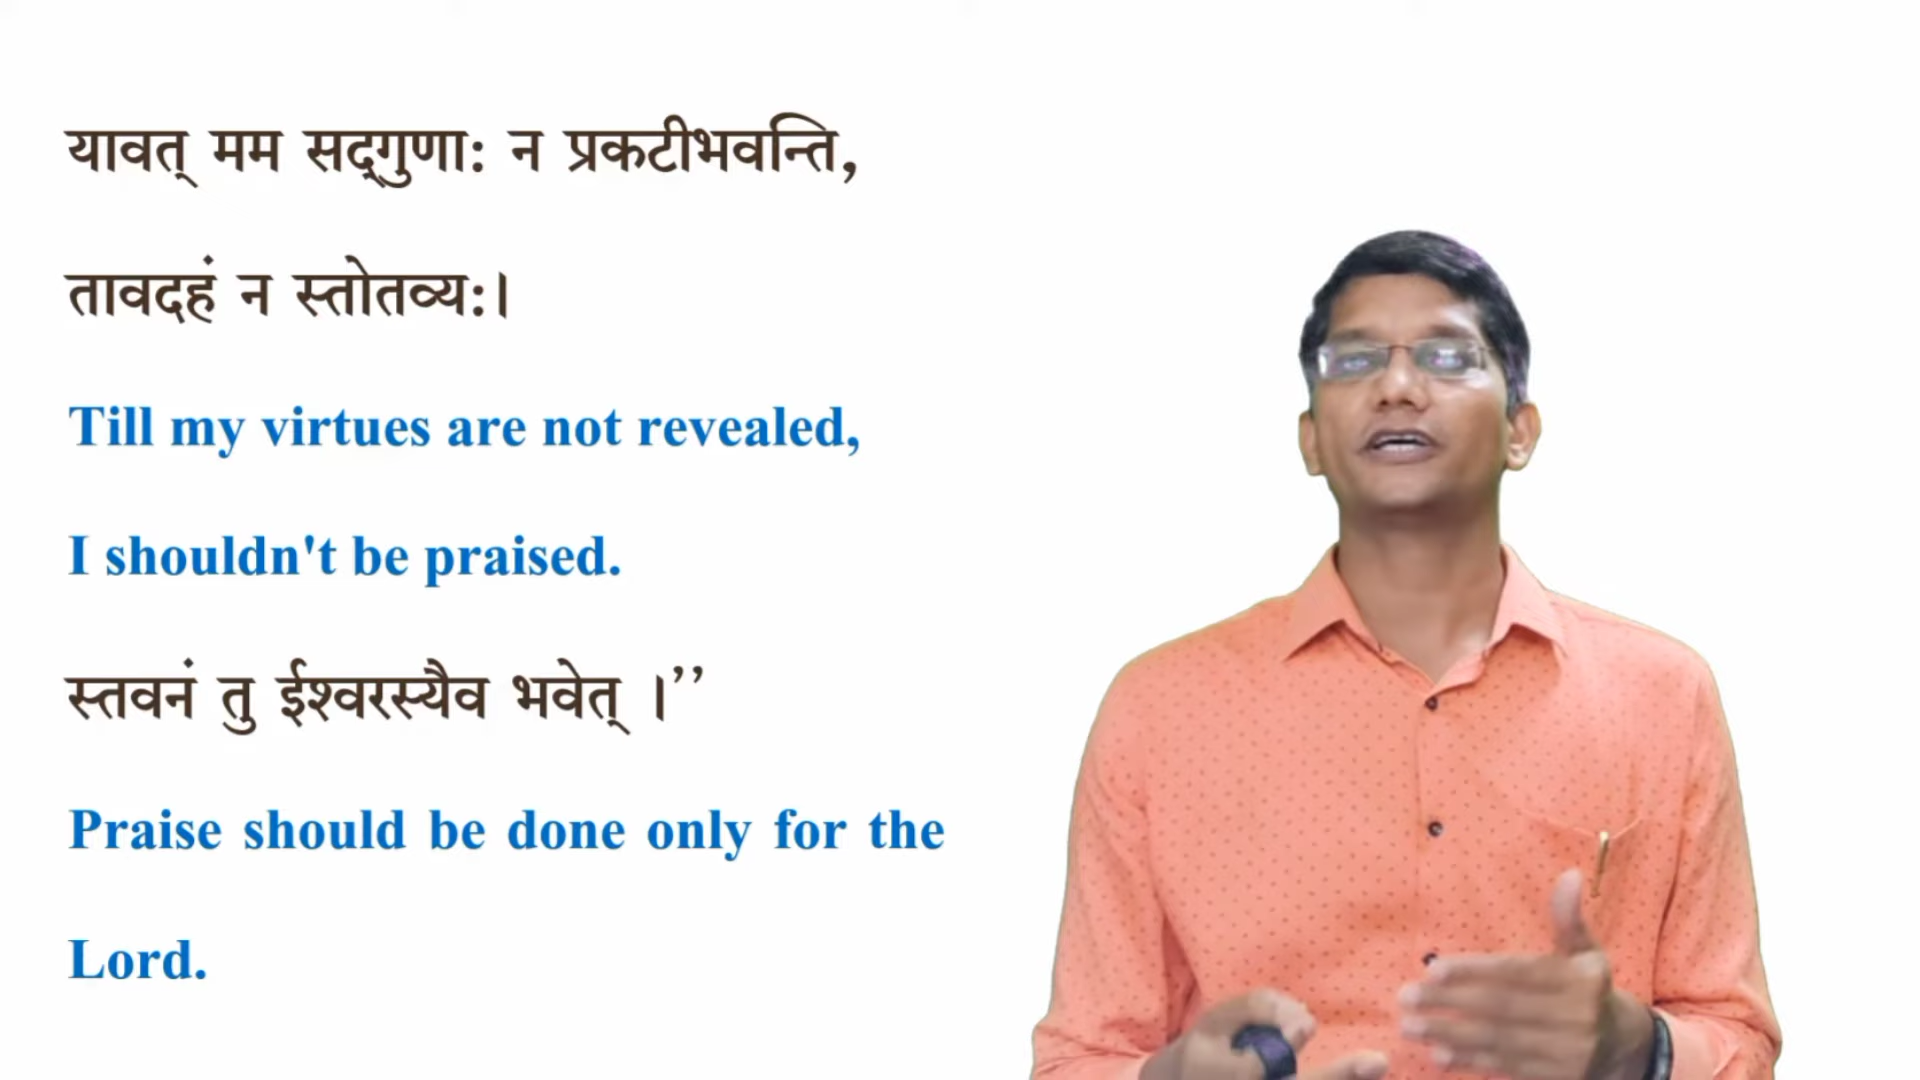 यावत् मम सद्‌गुणाः न प्रकटीभवन्ति,
तावदहं न स्तोतव्यः।
Till my virtues are not revealed,
I shouldn't be praised.
स्तवनं तु ईश्वरस्यैव भवेत् ।’’
Praise should be done only for the
Lord.